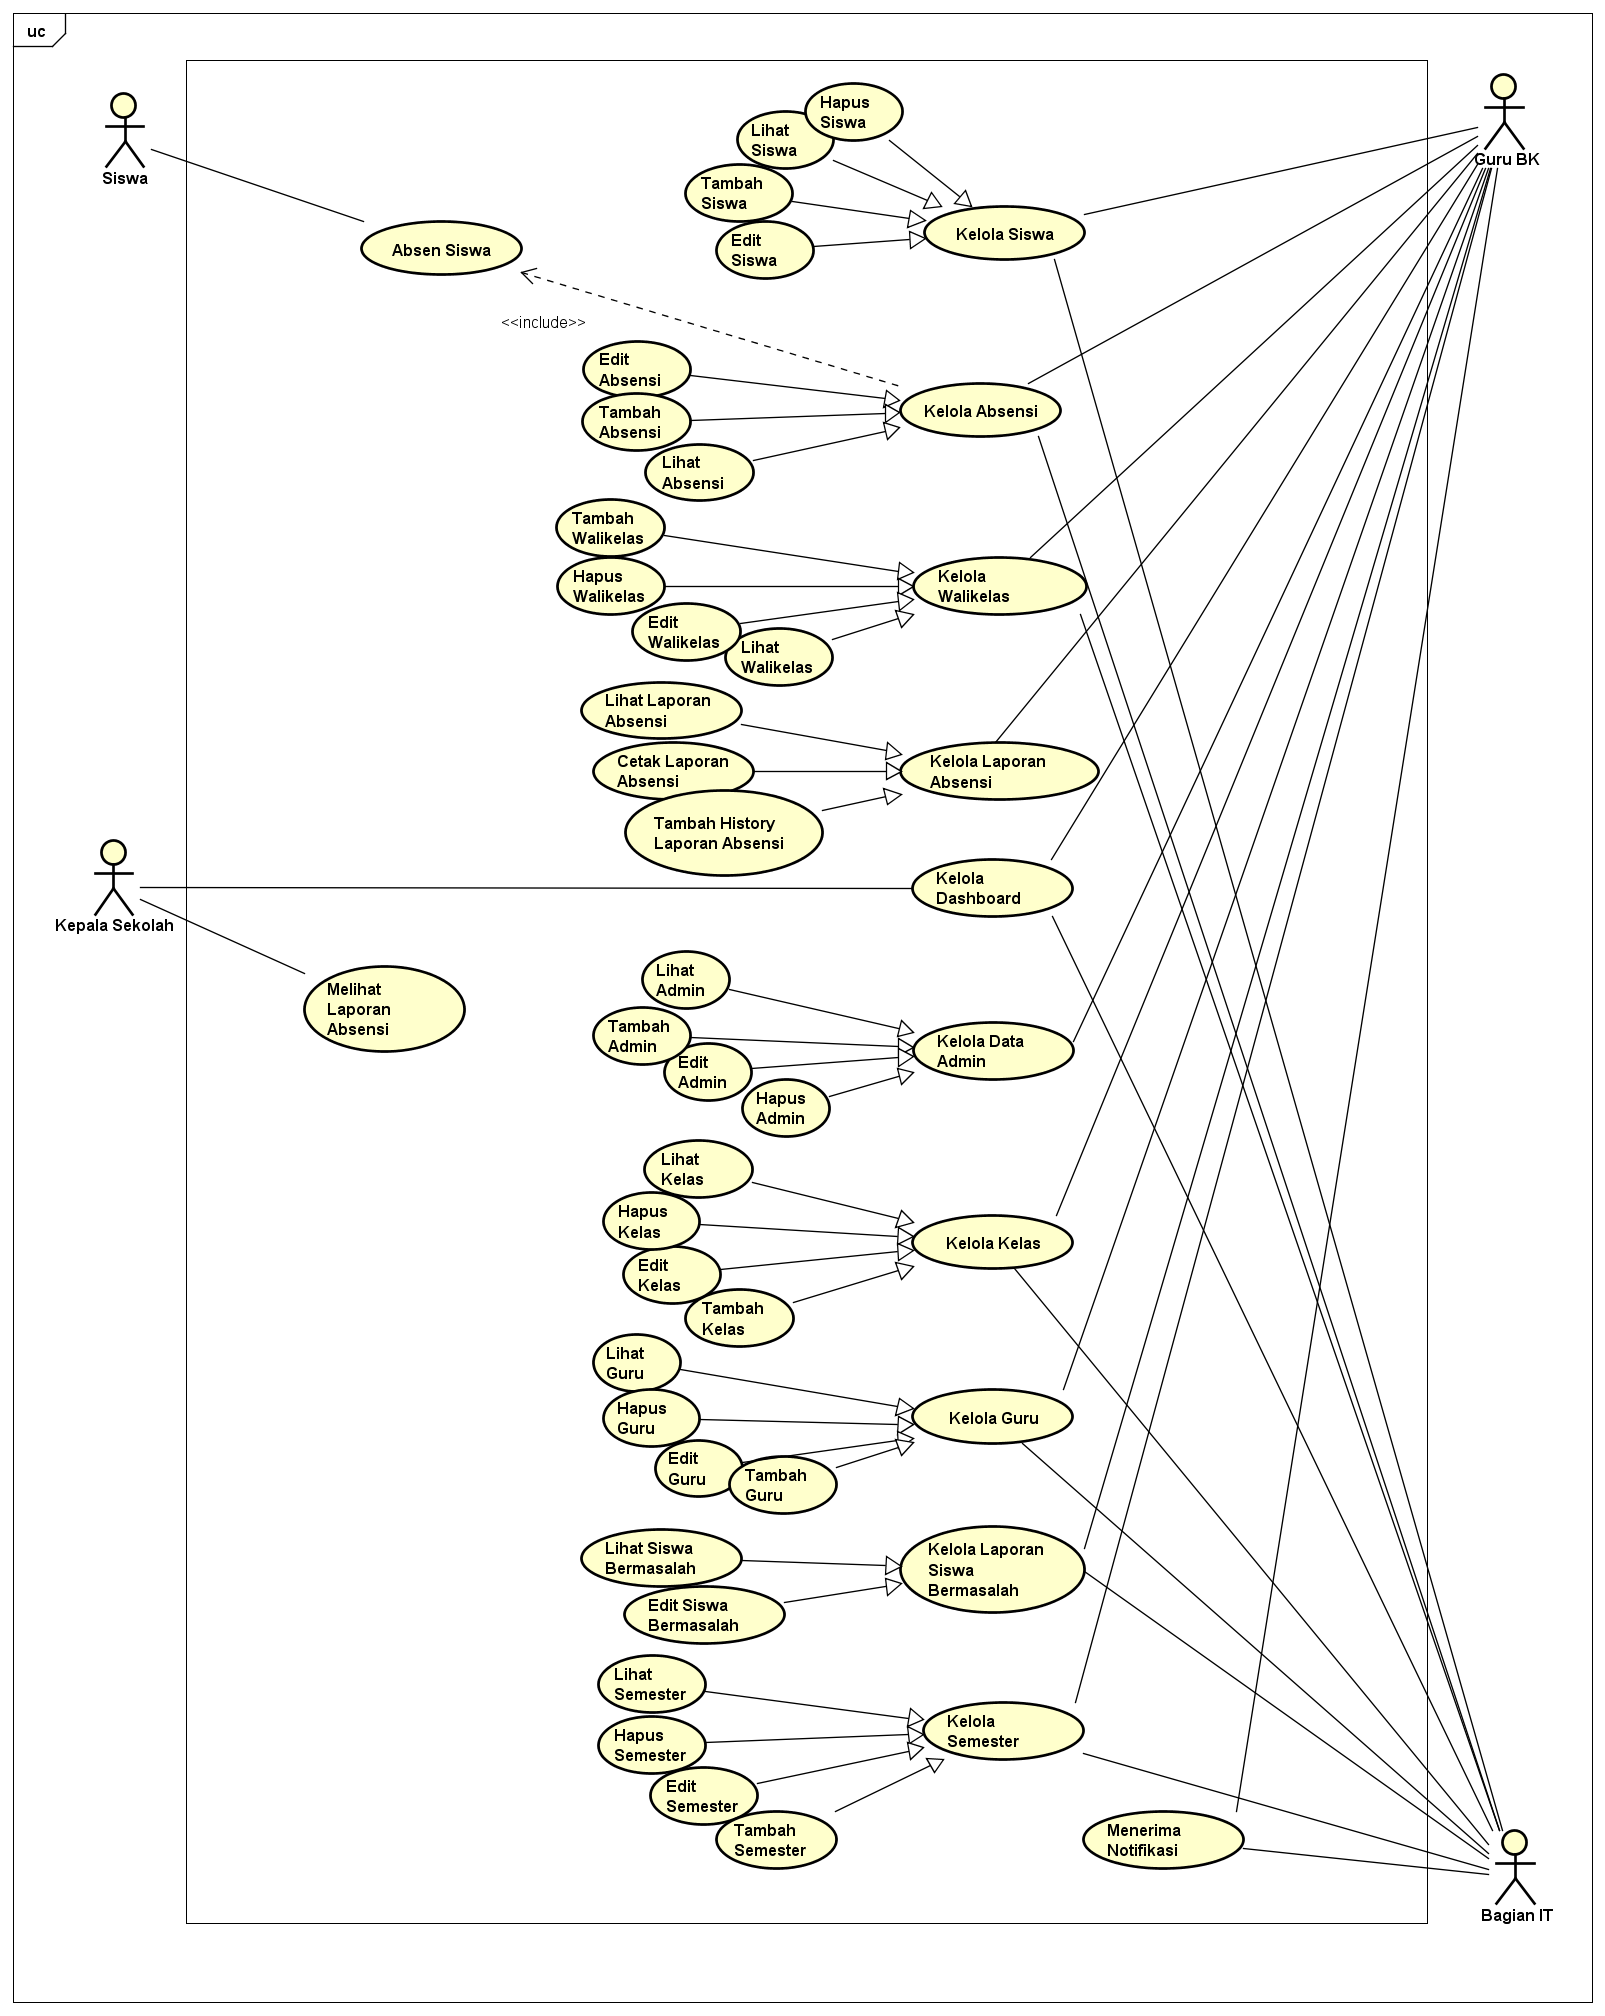 uc
Siswa
Guru BK
Hapus
Siswa
Lihat
Siswa
Tambah
Siswa
Edit
Siswa
Kelola Siswa
Absen Siswa
<<include>>
Edit
Absensi
Tambah
Absensi
Lihat
Absensi
Kelola Absensi
Tambah
Walikelas
Hapus
Walikelas
Edit
Walikelas
Lihat
Walikelas
Kelola
Walikelas
Lihat Laporan
Absensi
Cetak Laporan
Absensi
Tambah History
Laporan Absensi
Kelola Laporan
Absensi
Kepala Sekolah
Kelola
Dashboard
Melihat
Laporan
Absensi
Lihat
Admin
Tambah
Admin
Edit
Admin
Hapus
Admin
Kelola Data
Admin
Lihat
Kelas
Hapus
Kelas
Edit
Kelas
Tambah
Kelas
Kelola Kelas
Lihat
Guru
Hapus
Guru
Edit
Guru
Tambah
Guru
Kelola Guru
Lihat Siswa
Bermasalah
Edit Siswa
Bermasalah
Kelola Laporan
Siswa
Bermasalah
Lihat
Semester
Hapus
Semester
Edit
Semester
Tambah
Semester
Kelola
Semester
Menerima
Notifikasi
Bagian IT